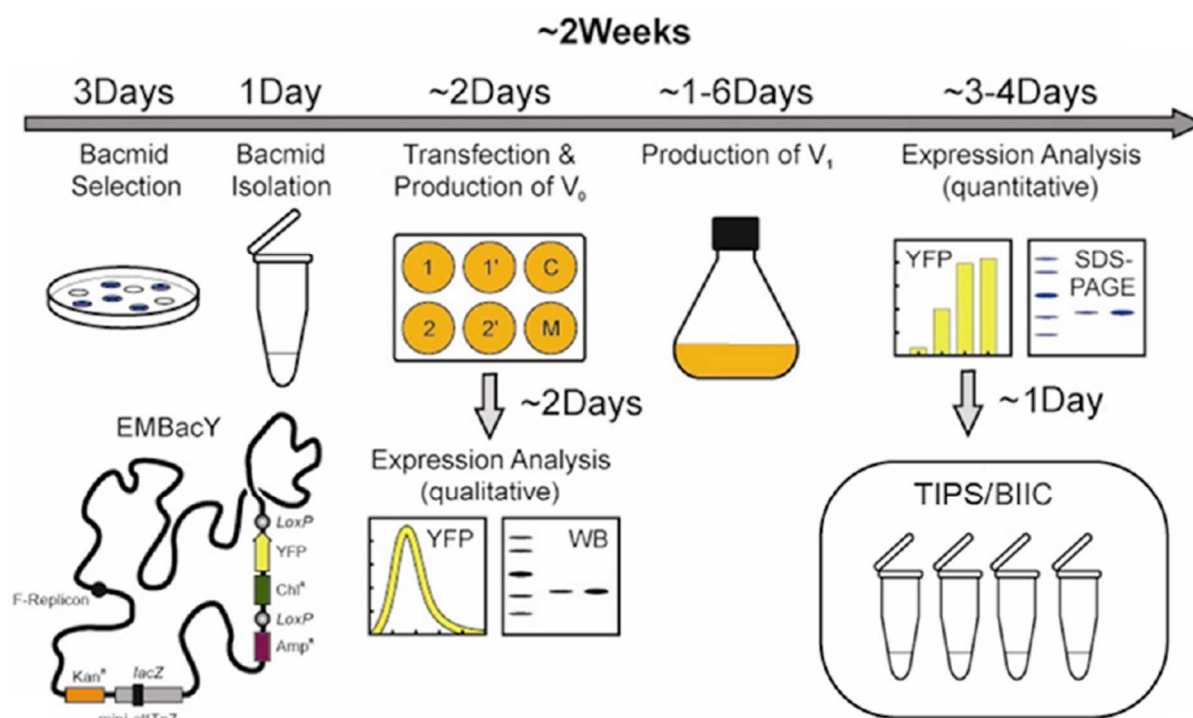 ~2Weeks
3Days
1Day
~2Days
~1-6Days
~3-4Days
Bacmid
Selection
Bacmid
Isolation
Transfection &
Production of V₀
Production of V₁
Expression Analysis
(quantitative)
1
1'
C
2
2'
M
YFP
SDS-
PAGE
~2Days
~1Day
EMBacY
LoxP
YFP
Chlᴿ
LoxP
Ampᴿ
F-Replicon
Kanᴿ
lacZ
Expression Analysis
(qualitative)
YFP
WB
TIPS/BIIC